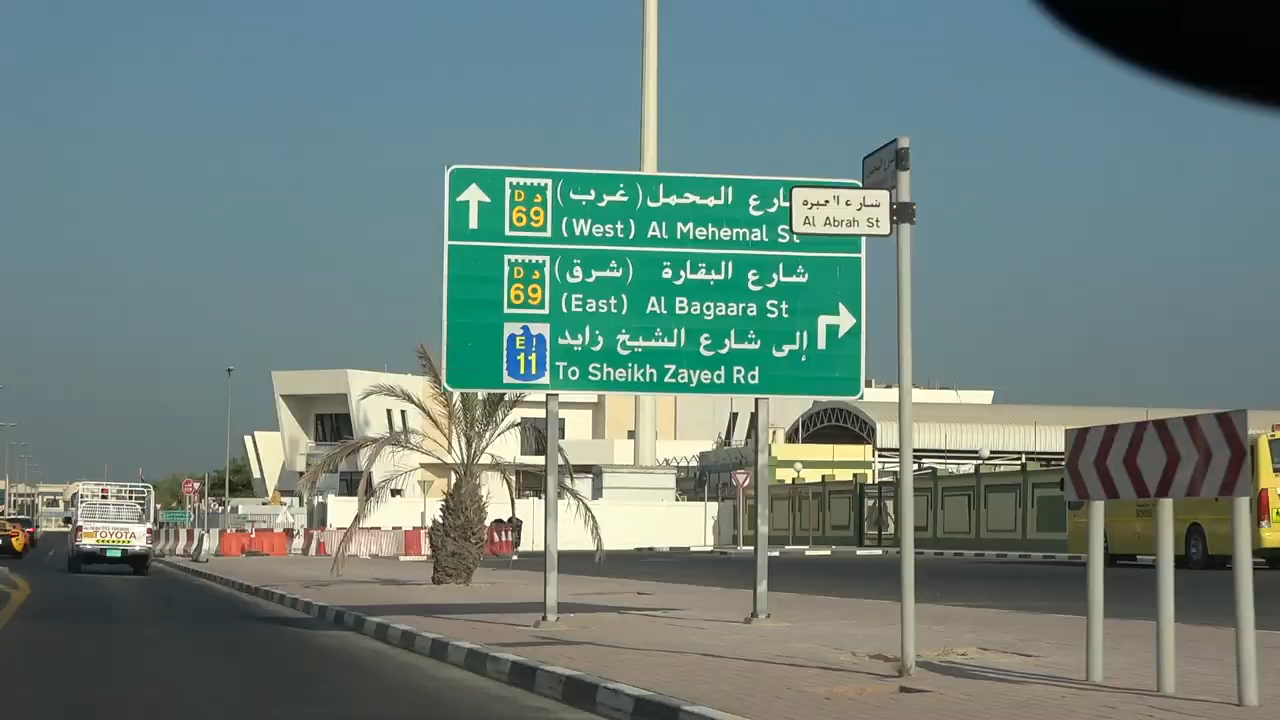 شارع المحمل (غرب)
D د
69
(West) Al Mehemal St
شارع البقارة (شرق)
D د
69
(East) Al Bagaara St
إلى شارع الشيخ زايد
E إ
11
To Sheikh Zayed Rd
شارع العبره
Al Abrah St
TOYOTA